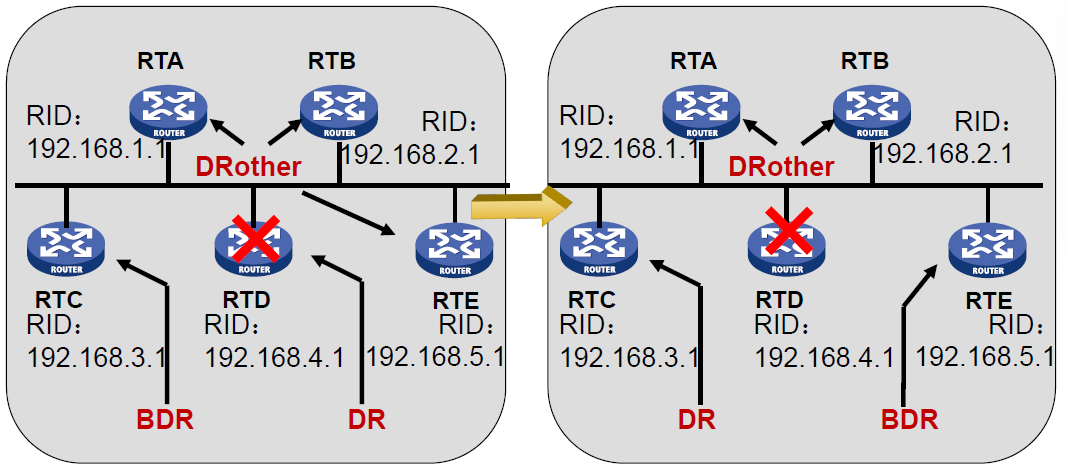 RTA
RTB
RID：
192.168.1.1
ROUTER
ROUTER
RID：
192.168.2.1
DRother
ROUTER
ROUTER
ROUTER
RTC
RTD
RTE
RID：
RID：
RID：
192.168.3.1
192.168.4.1
192.168.5.1
BDR
DR
RTA
RTB
RID：
192.168.1.1
ROUTER
ROUTER
RID：
192.168.2.1
DRother
ROUTER
ROUTER
ROUTER
RTC
RTD
RTE
RID：
RID：
RID：
192.168.3.1
192.168.4.1
192.168.5.1
DR
BDR